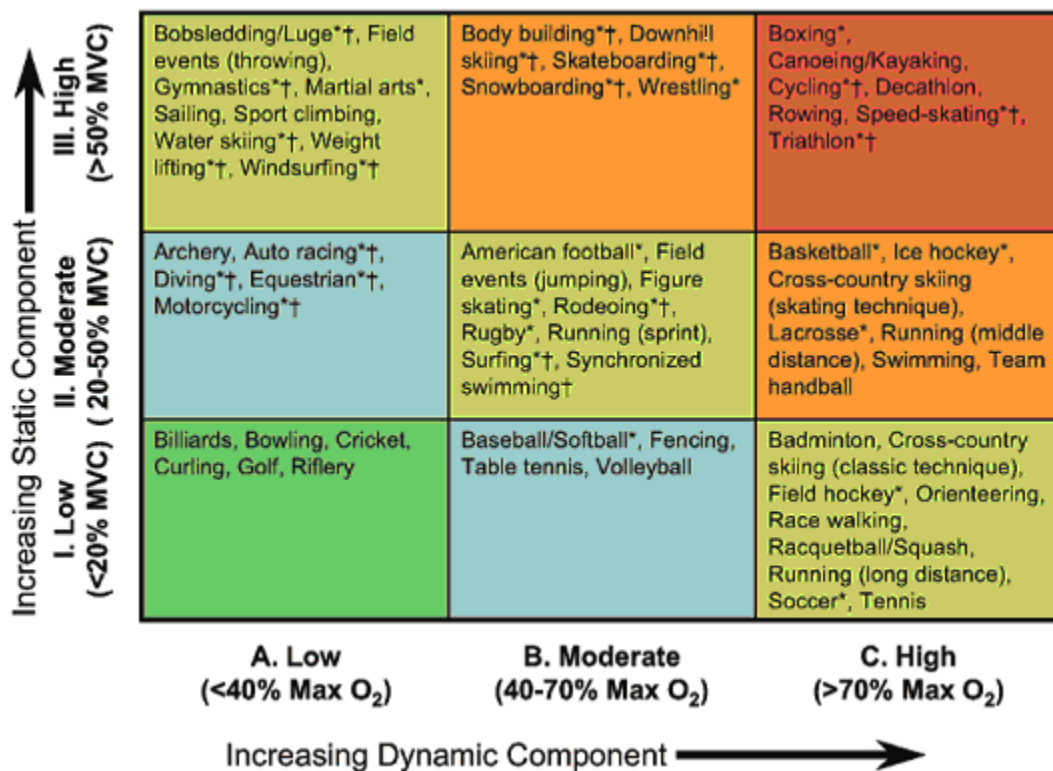 Increasing Static Component
III. High
(>50% MVC)
Bobsledding/Luge*†, Field
events (throwing),
Gymnastics*†, Martial arts*,
Sailing, Sport climbing,
Water skiing*†, Weight
lifting*†, Windsurfing*†
Body building*†, Downhill
skiing*†, Skateboarding*†,
Snowboarding*†, Wrestling*
Boxing*,
Canoeing/Kayaking,
Cycling*†, Decathlon,
Rowing, Speed-skating*†,
Triathlon*†
II. Moderate
( 20-50% MVC)
Archery, Auto racing*†,
Diving*†, Equestrian*†,
Motorcycling*†
American football*, Field
events (jumping), Figure
skating*, Rodeoing*†,
Rugby*, Running (sprint),
Surfing*†, Synchronized
swimming†
Basketball*, Ice hockey*,
Cross-country skiing
(skating technique),
Lacrosse*, Running (middle
distance), Swimming, Team
handball
I. Low
(<20% MVC)
Billiards, Bowling, Cricket,
Curling, Golf, Riflery
Baseball/Softball*, Fencing,
Table tennis, Volleyball
Badminton, Cross-country
skiing (classic technique),
Field hockey*, Orienteering,
Race walking,
Racquetball/Squash,
Running (long distance),
Soccer*, Tennis
A. Low
(<40% Max O₂)
B. Moderate
(40-70% Max O₂)
C. High
(>70% Max O₂)
Increasing Dynamic Component